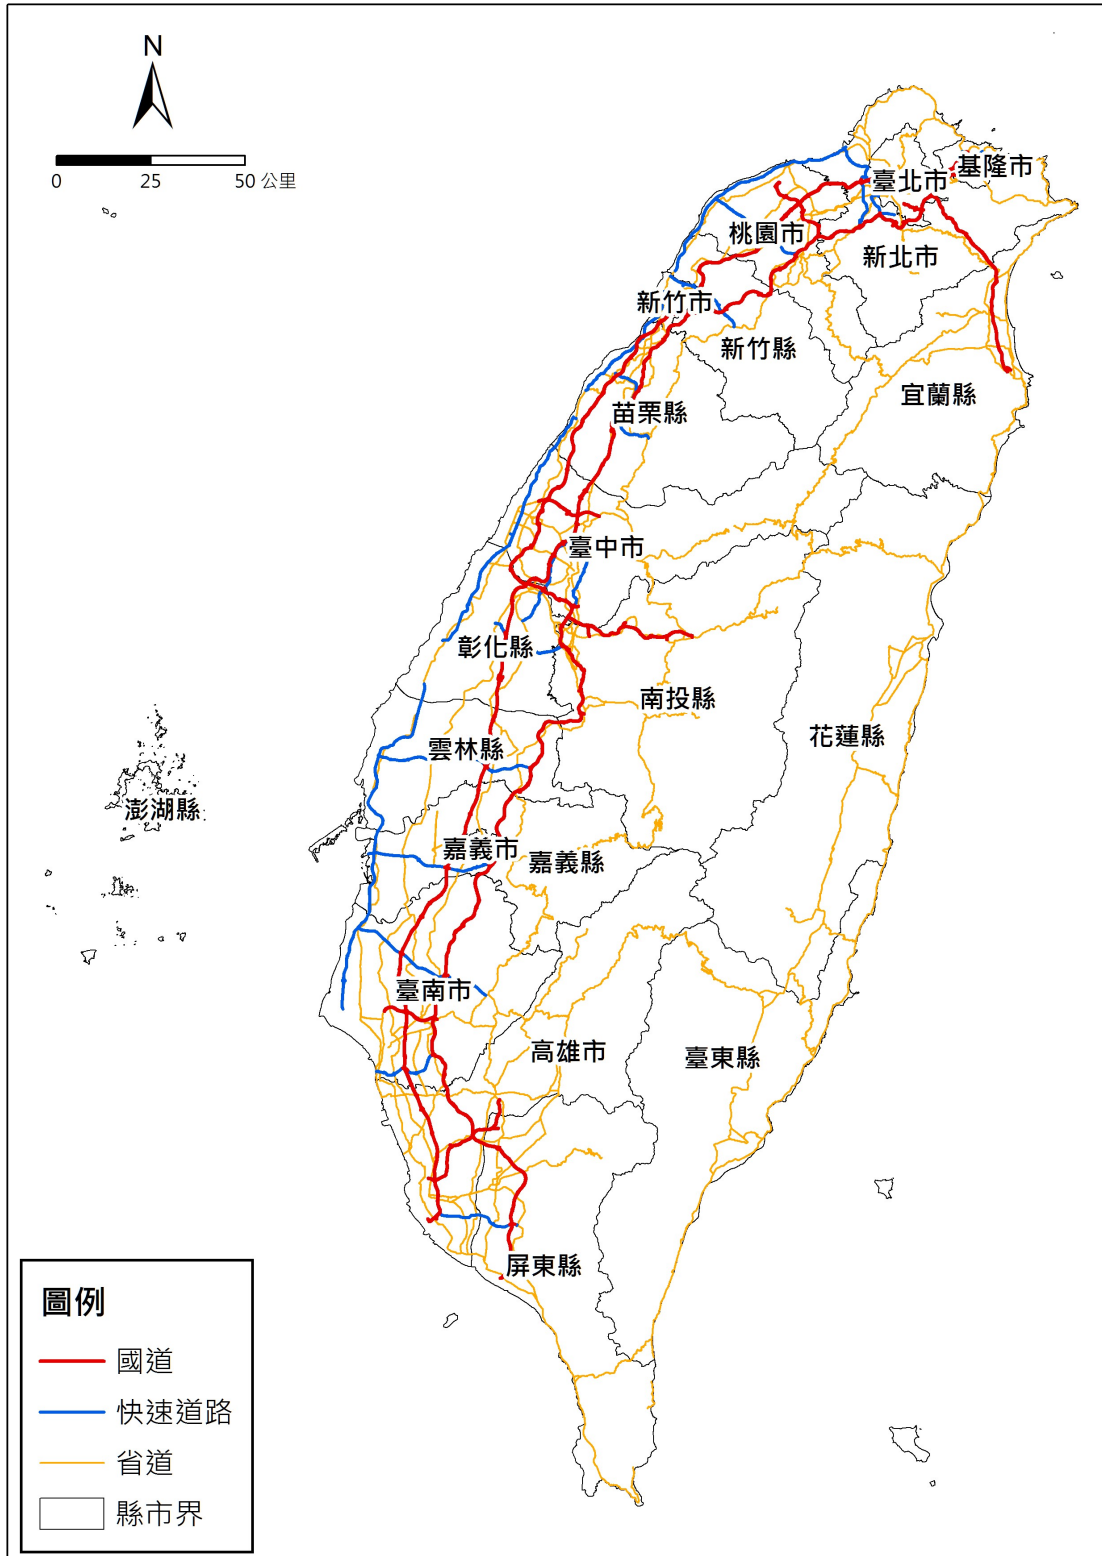 N
0 25 50 公里
基隆市
臺北市
桃園市
新北市
新竹市
新竹縣
宜蘭縣
苗栗縣
臺中市
彰化縣
南投縣
花蓮縣
雲林縣
澎湖縣
嘉義市
嘉義縣
臺南市
高雄市
臺東縣
屏東縣
圖例
國道
快速道路
省道
縣市界